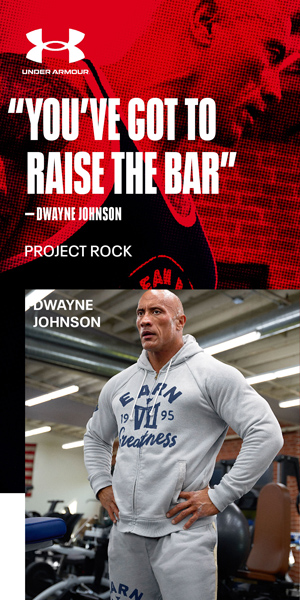 UNDER ARMOUR
“YOU’VE GOT TO
RAISE THE BAR”
—DWAYNE JOHNSON
PROJECT ROCK
DWAYNE
JOHNSON
EARN
19 95
Greatness
EARN